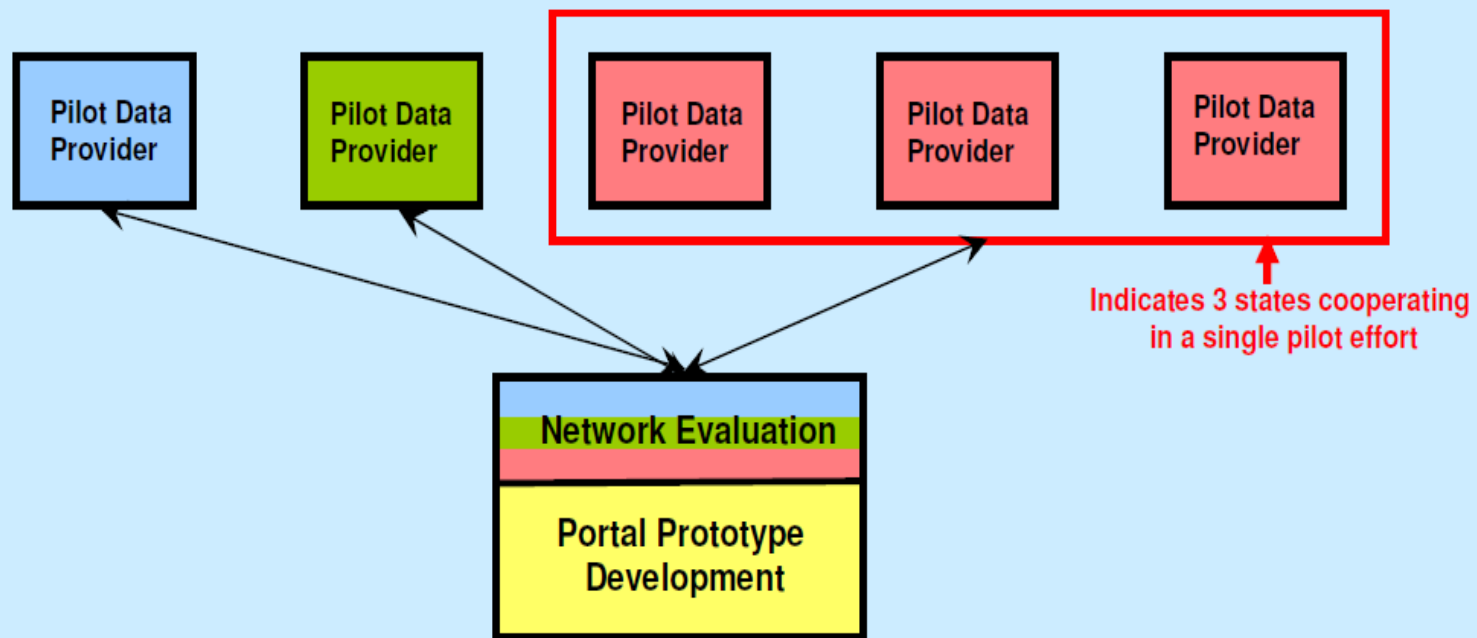 Pilot Data
Provider
Pilot Data
Provider
Pilot Data
Provider
Pilot Data
Provider
Pilot Data
Provider
Indicates 3 states cooperating
in a single pilot effort
Network Evaluation
Portal Prototype
Development